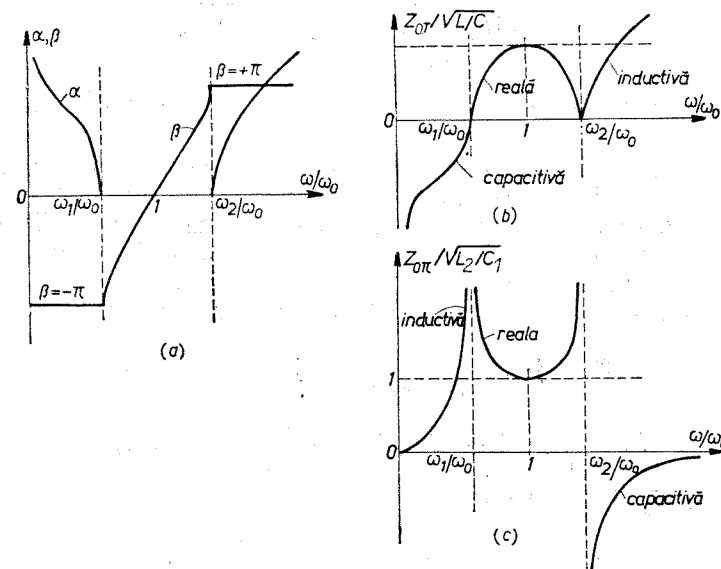 α, β
β=+π
α
β
0
ω₁/ω₀
1
ω₂/ω₀
ω/ω₀
β=-π
(a)
Z₀T/√L/C
reală
inductivă
ω/ω₀
0
ω₁/ω₀
1
ω₂/ω₀
capacitivă
(b)
Z₀π/√L₂/C₁
inductivă
reala
1
0
ω₁/ω₀
1
ω₂/ω₀
capacitivă
(c)